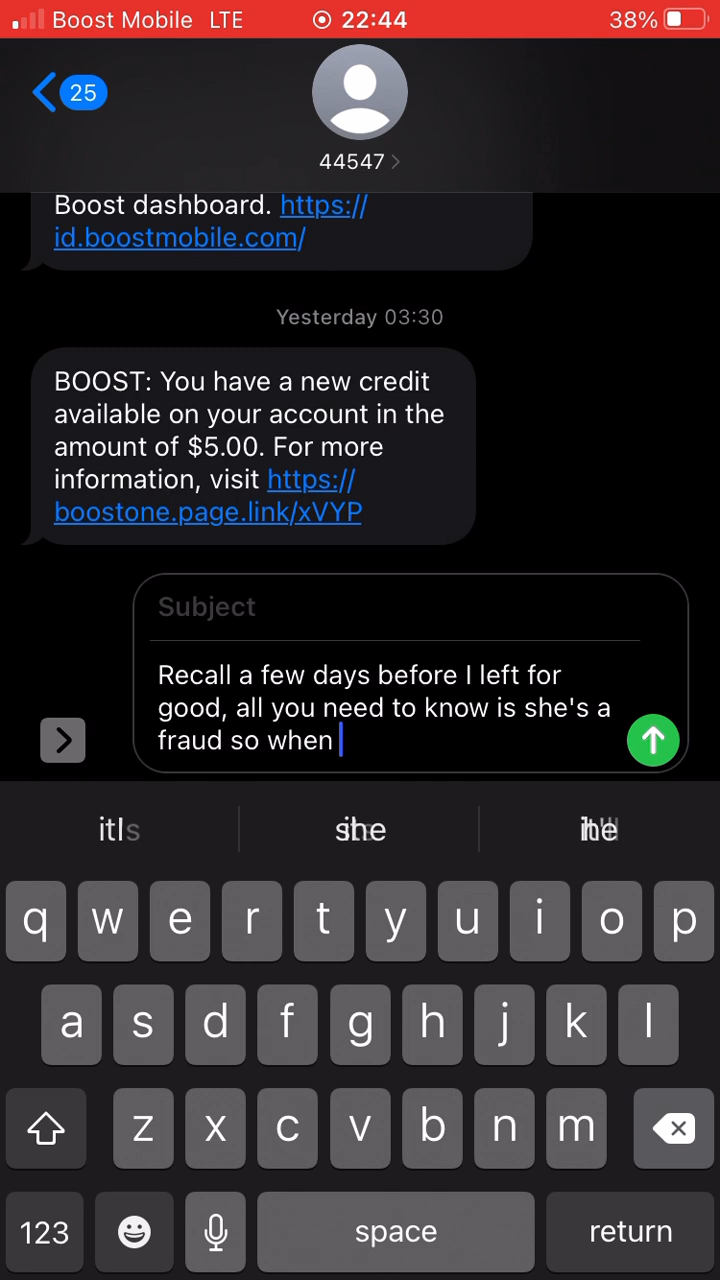 Boost Mobile LTE 22:44 38%
25
44547
Boost dashboard. https://
id.boostmobile.com/
Yesterday 03:30
BOOST: You have a new credit
available on your account in the
amount of $5.00. For more
information, visit https://
boostone.page.link/xVYP
Subject
Recall a few days before I left for
good, all you need to know is she's a
fraud so when
q w e r t y u i o p
a s d f g h j k l
z x c v b n m
123 space return